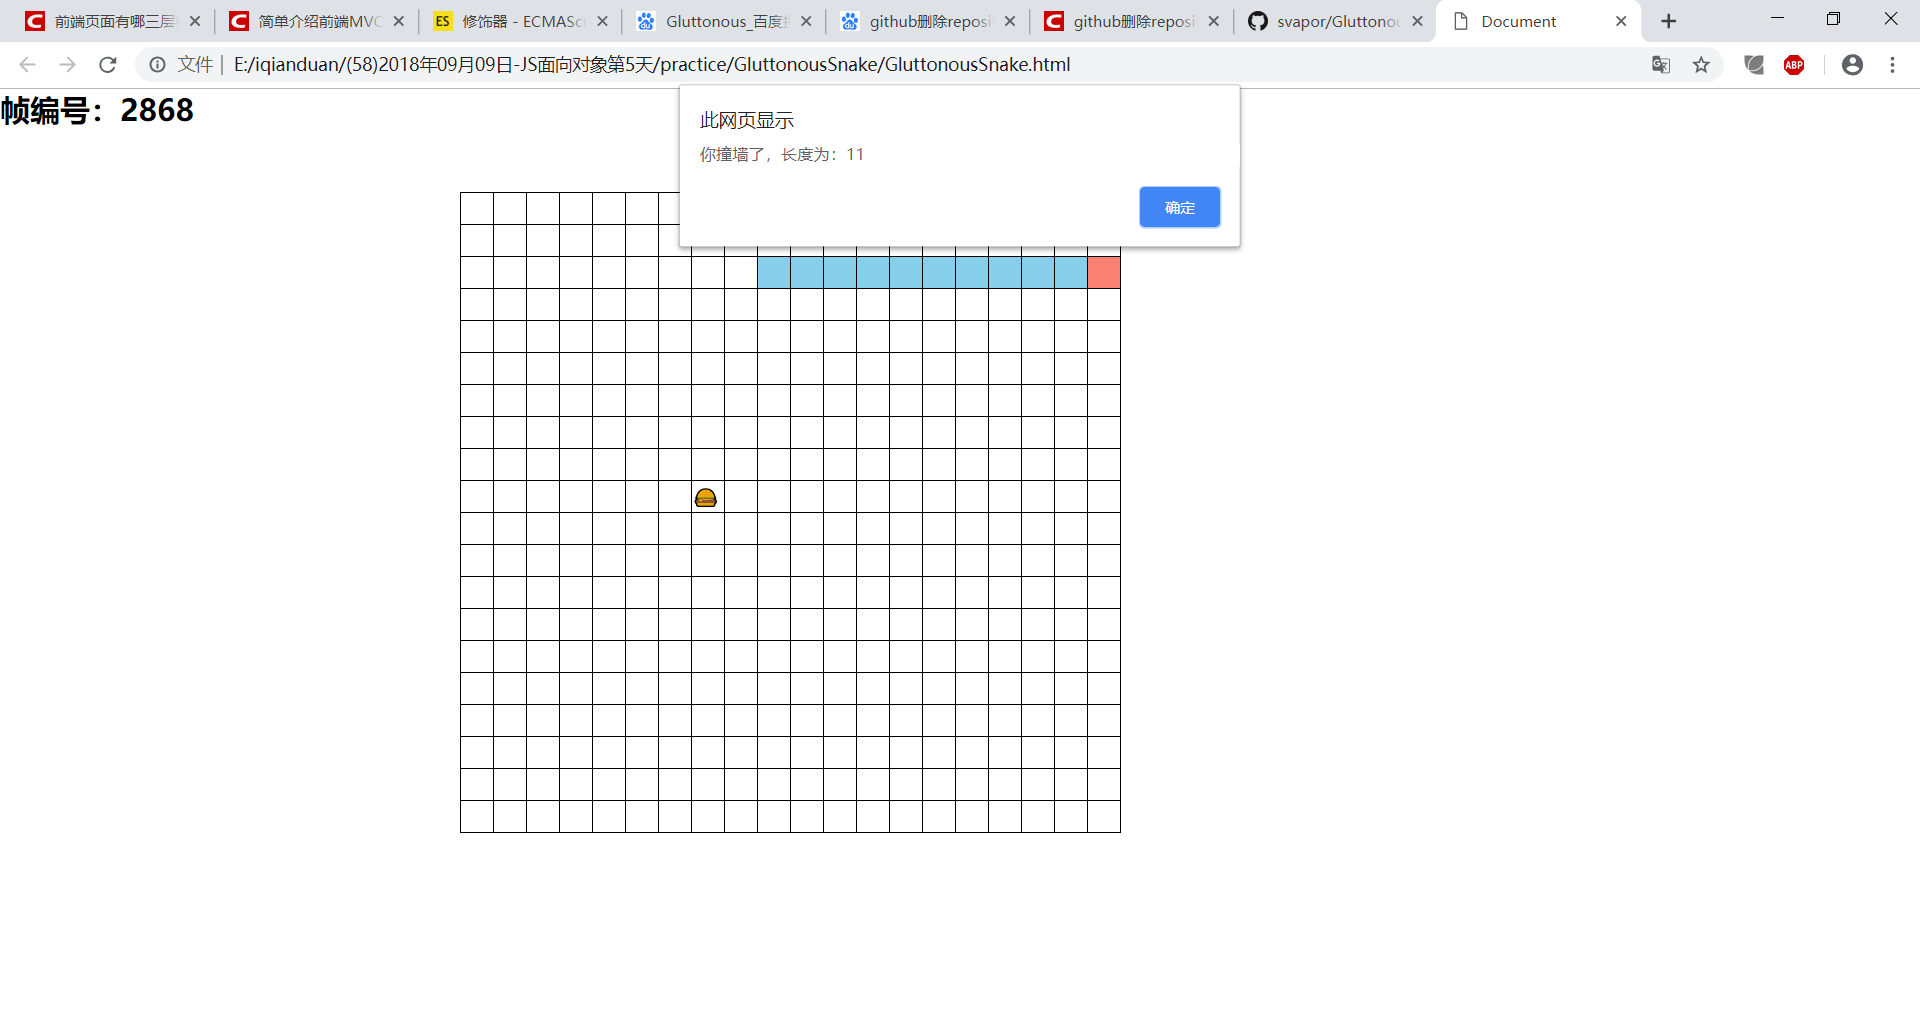 前端页面有哪三层
简单介绍前端MVC
ES
修饰器 - ECMAScr
Gluttonous_百度搜
github删除reposi
github删除reposi
svapor/Gluttonou
Document
文件 | E:/iqianduan/(58)2018年09月09日-JS面向对象第5天/practice/GluttonousSnake/GluttonousSnake.html
ABP
帧编号：2868
此网页显示
你撞墙了，长度为：11
确定